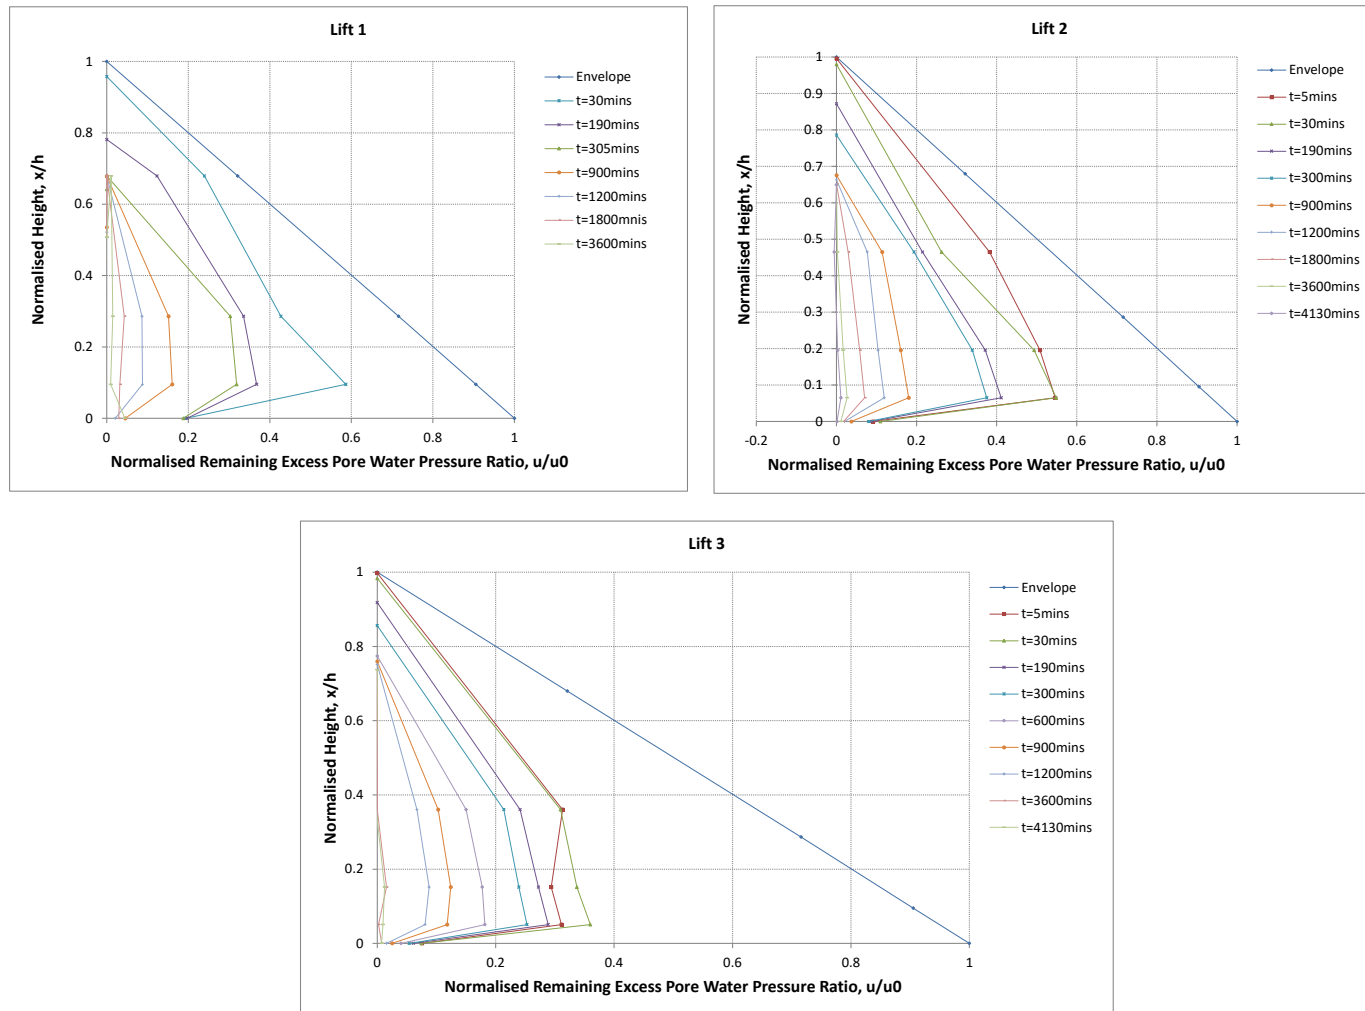 Lift 1
Normalised Height, x/h
1
0.8
0.6
0.4
0.2
0
0
0.2
0.4
0.6
0.8
1
Normalised Remaining Excess Pore Water Pressure Ratio, u/u0
Envelope
t=30mins
t=190mins
t=305mins
t=900mins
t=1200mins
t=1800mnis
t=3600mins
Lift 2
Normalised Height, x/h
1
0.9
0.8
0.7
0.6
0.5
0.4
0.3
0.2
0.1
0
-0.2
0
0.2
0.4
0.6
0.8
1
Normalised Remaining Excess Pore Water Pressure Ratio, u/u0
Envelope
t=5mins
t=30mins
t=190mins
t=300mins
t=900mins
t=1200mins
t=1800mins
t=3600mins
t=4130mins
Lift 3
Normalised Height, x/h
1
0.8
0.6
0.4
0.2
0
0
0.2
0.4
0.6
0.8
1
Normalised Remaining Excess Pore Water Pressure Ratio, u/u0
Envelope
t=5mins
t=30mins
t=190mins
t=300mins
t=600mins
t=900mins
t=1200mins
t=3600mins
t=4130mins